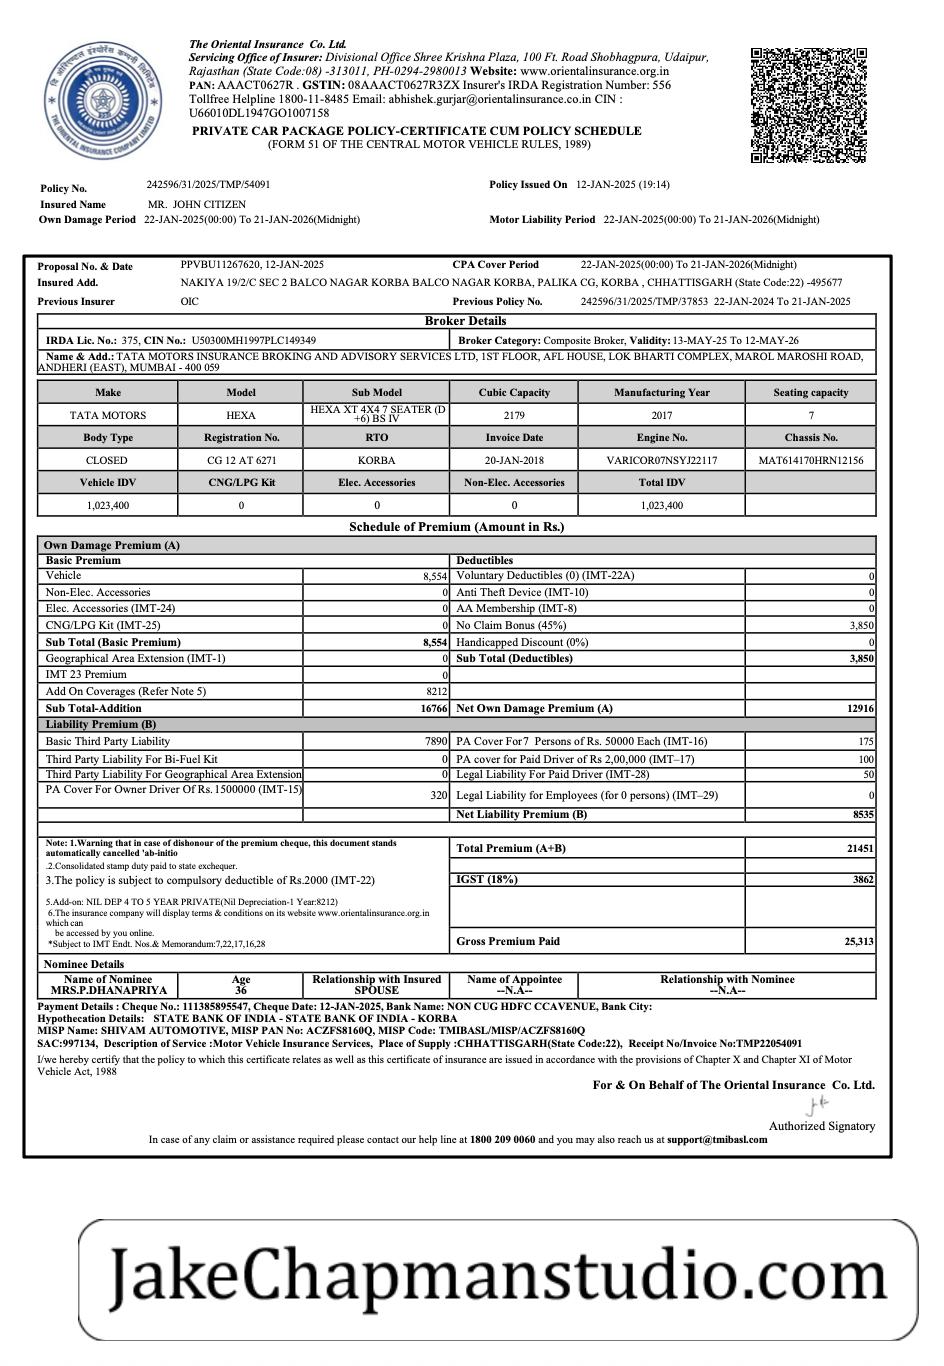 The Oriental Insurance Co. Ltd.
Servicing Office of Insurer: Divisional Office Shree Krishna Plaza, 100 Ft. Road Shobhagpura, Udaipur,
Rajasthan (State Code:08) -313011, PH-0294-2980013 Website: www.orientalinsurance.org.in
PAN: AAACT0627R . GSTIN: 08AAACT0627R3ZX Insurer's IRDA Registration Number: 556
Tollfree Helpline 1800-11-8485 Email: abhishek.gurjar@orientalinsurance.co.in CIN :
U66010DL1947GO1007158
PRIVATE CAR PACKAGE POLICY-CERTIFICATE CUM POLICY SCHEDULE
(FORM 51 OF THE CENTRAL MOTOR VEHICLE RULES, 1989)
Policy No. 242596/31/2025/TMP/54091 Policy Issued On 12-JAN-2025 (19:14)
Insured Name MR. JOHN CITIZEN
Own Damage Period 22-JAN-2025(00:00) To 21-JAN-2026(Midnight) Motor Liability Period 22-JAN-2025(00:00) To 21-JAN-2026(Midnight)
Proposal No. & Date PPVBU11267620, 12-JAN-2025 CPA Cover Period 22-JAN-2025(00:00) To 21-JAN-2026(Midnight)
Insured Add. NAKIYA 19/2/C SEC 2 BALCO NAGAR KORBA BALCO NAGAR KORBA, PALIKA CG, KORBA , CHHATTISGARH (State Code:22) -495677
Previous Insurer OIC Previous Policy No. 242596/31/2025/TMP/37853 22-JAN-2024 To 21-JAN-2025
Broker Details
IRDA Lic. No.: 375, CIN No.: U50300MH1997PLC149349 Broker Category: Composite Broker, Validity: 13-MAY-25 To 12-MAY-26
Name & Add.: TATA MOTORS INSURANCE BROKING AND ADVISORY SERVICES LTD, 1ST FLOOR, AFL HOUSE, LOK BHARTI COMPLEX, MAROL MAROSHI ROAD,
ANDHERI (EAST), MUMBAI - 400 059
Make Model Sub Model Cubic Capacity Manufacturing Year Seating capacity
TATA MOTORS HEXA HEXA XT 4X4 7 SEATER (D +6) BS IV 2179 2017 7
Body Type Registration No. RTO Invoice Date Engine No. Chassis No.
CLOSED CG 12 AT 6271 KORBA 20-JAN-2018 VARICOR07NSYJ22117 MAT614170HRN12156
Vehicle IDV CNG/LPG Kit Elec. Accessories Non-Elec. Accessories Total IDV
1,023,400 0 0 0 1,023,400
Schedule of Premium (Amount in Rs.)
Own Damage Premium (A)
Basic Premium Deductibles
Vehicle 8,554 Voluntary Deductibles (0) (IMT-22A) 0
Non-Elec. Accessories 0 Anti Theft Device (IMT-10) 0
Elec. Accessories (IMT-24) 0 AA Membership (IMT-8) 0
CNG/LPG Kit (IMT-25) 0 No Claim Bonus (45%) 3,850
Sub Total (Basic Premium) 8,554 Handicapped Discount (0%) 0
Geographical Area Extension (IMT-1) 0 Sub Total (Deductibles) 3,850
IMT 23 Premium 0
Add On Coverages (Refer Note 5) 8212
Sub Total-Addition 16766 Net Own Damage Premium (A) 12916
Liability Premium (B)
Basic Third Party Liability 7890 PA Cover For7 Persons of Rs. 50000 Each (IMT-16) 175
Third Party Liability For Bi-Fuel Kit 0 PA cover for Paid Driver of Rs 2,00,000 (IMT–17) 100
Third Party Liability For Geographical Area Extension 0 Legal Liability For Paid Driver (IMT-28) 50
PA Cover For Owner Driver Of Rs. 1500000 (IMT-15) 320 Legal Liability for Employees (for 0 persons) (IMT–29) 0
Net Liability Premium (B) 8535
Note: 1.Warning that in case of dishonour of the premium cheque, this document stands
automatically cancelled 'ab-initio
.2.Consolidated stamp duty paid to state exchequer.
3.The policy is subject to compulsory deductible of Rs.2000 (IMT-22)
5.Add-on: NIL DEP 4 TO 5 YEAR PRIVATE(Nil Depreciation-1 Year:8212)
6.The insurance company will display terms & conditions on its website www.orientalinsurance.org.in
which can
be accessed by you online.
*Subject to IMT Endt. Nos.& Memorandum:7,22,17,16,28
Total Premium (A+B) 21451
IGST (18%) 3862
Gross Premium Paid 25,313
Nominee Details
Name of Nominee Age Relationship with Insured Name of Appointee Relationship with Nominee
MRS.P.DHANAPRIYA 36 SPOUSE --N.A-- --N.A--
Payment Details : Cheque No.: 111385895547, Cheque Date: 12-JAN-2025, Bank Name: NON CUG HDFC CCAVENUE, Bank City:
Hypothecation Details: STATE BANK OF INDIA - STATE BANK OF INDIA - KORBA
MISP Name: SHIVAM AUTOMOTIVE, MISP PAN No: ACZFS8160Q, MISP Code: TMIBASL/MISP/ACZFS8160Q
SAC:997134, Description of Service :Motor Vehicle Insurance Services, Place of Supply :CHHATTISGARH(State Code:22), Receipt No/Invoice No:TMP22054091
I/we hereby certify that the policy to which this certificate relates as well as this certificate of insurance are issued in accordance with the provisions of Chapter X and Chapter XI of Motor
Vehicle Act, 1988
For & On Behalf of The Oriental Insurance Co. Ltd.
Authorized Signatory
In case of any claim or assistance required please contact our help line at 1800 209 0060 and you may also reach us at support@tmibasl.com
JakeChapmanstudio.com